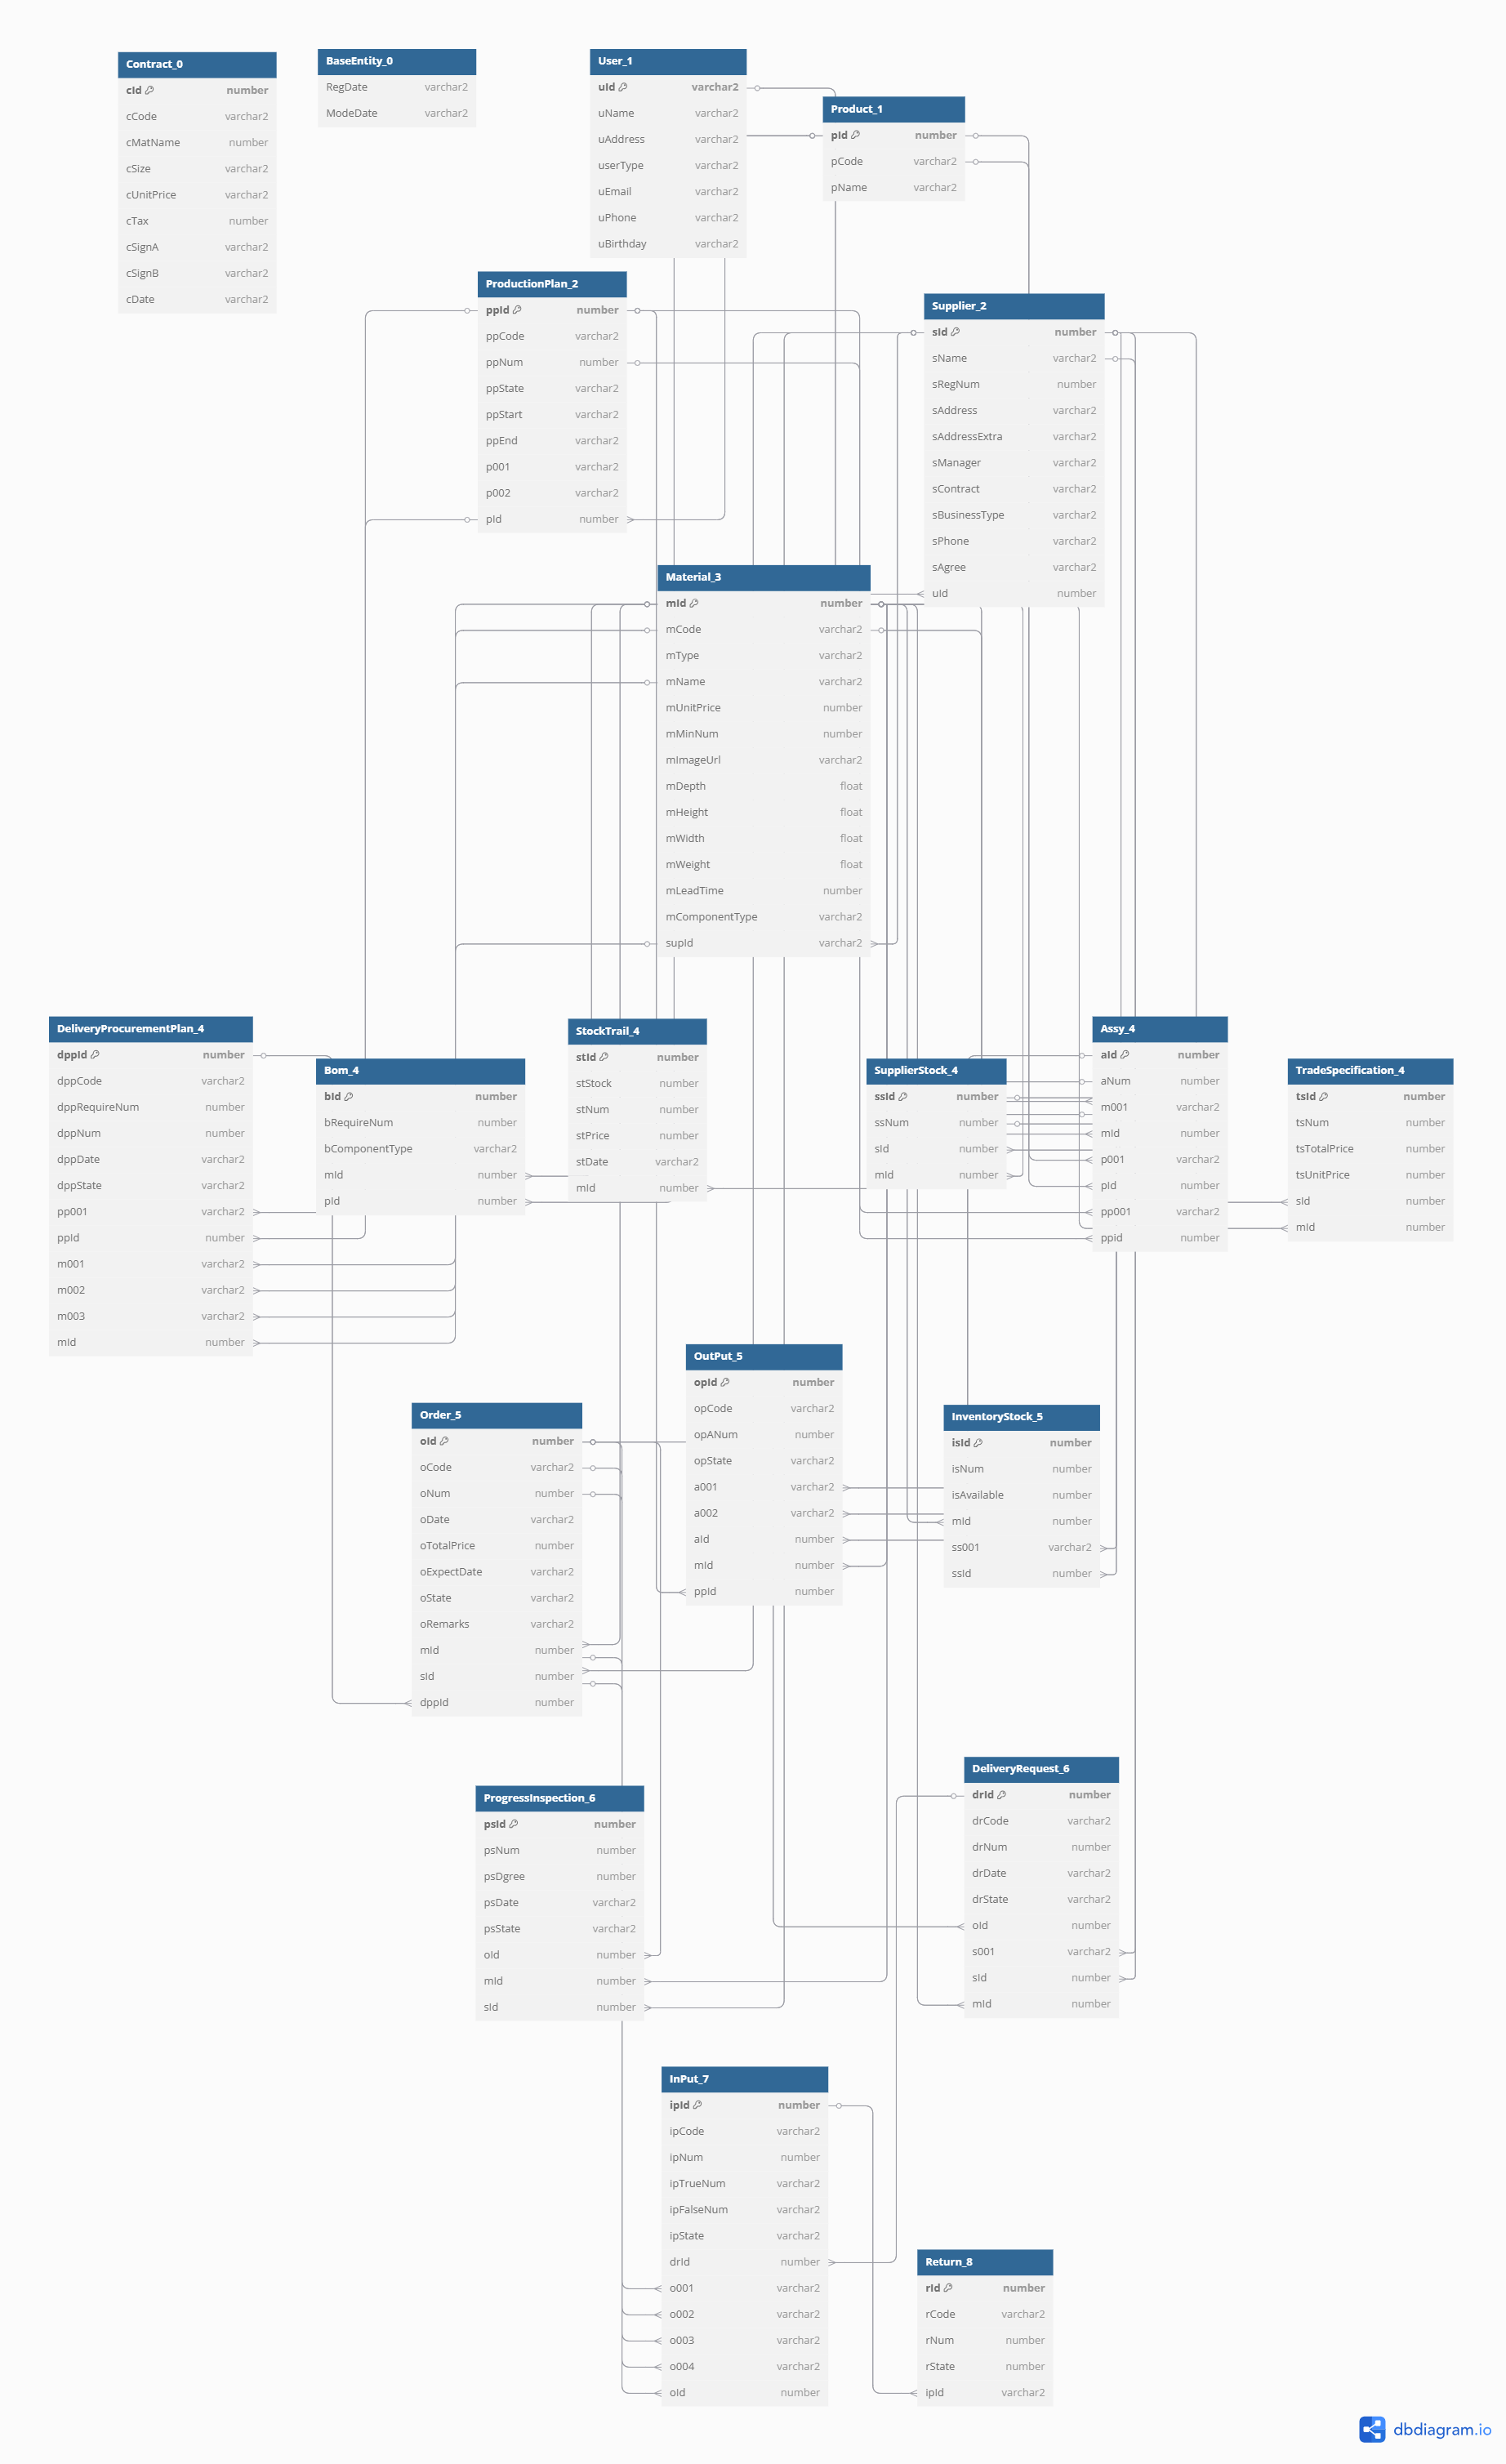 Contract_0
cId number
cCode varchar2
cMatName number
cSize varchar2
cUnitPrice varchar2
cTax number
cSignA varchar2
cSignB varchar2
cDate varchar2
BaseEntity_0
RegDate varchar2
ModeDate varchar2
User_1
uId varchar2
uName varchar2
uAddress varchar2
userType varchar2
uEmail varchar2
uPhone varchar2
uBirthday varchar2
Product_1
pId number
pCode varchar2
pName varchar2
ProductionPlan_2
ppId number
ppCode varchar2
ppNum number
ppState varchar2
ppStart varchar2
ppEnd varchar2
p001 varchar2
p002 varchar2
pId number
Supplier_2
sId number
sName varchar2
sRegNum number
sAddress varchar2
sAddressExtra varchar2
sManager varchar2
sContract varchar2
sBusinessType varchar2
sPhone varchar2
sAgree varchar2
uId number
Material_3
mId number
mCode varchar2
mType varchar2
mName varchar2
mUnitPrice number
mMinNum number
mImageUrl varchar2
mDepth float
mHeight float
mWidth float
mWeight float
mLeadTime number
mComponentType varchar2
supId varchar2
DeliveryProcurementPlan_4
dppId number
dppCode varchar2
dppRequireNum number
dppNum number
dppDate varchar2
dppState varchar2
pp001 varchar2
ppId number
m001 varchar2
m002 varchar2
m003 varchar2
mId number
Bom_4
bId number
bRequireNum number
bComponentType varchar2
mId number
pId number
StockTrail_4
stId number
stStock number
stNum number
stPrice number
stDate varchar2
mId number
SupplierStock_4
ssId number
ssNum number
sId number
mId number
Assy_4
aId number
aNum number
m001 varchar2
mId number
p001 varchar2
pId number
pp001 varchar2
ppid number
TradeSpecification_4
tsId number
tsNum number
tsTotalPrice number
tsUnitPrice number
sId number
mId number
OutPut_5
opId number
opCode varchar2
opANum number
opState varchar2
a001 varchar2
a002 varchar2
aId number
mId number
ppId number
Order_5
oId number
oCode varchar2
oNum number
oDate varchar2
oTotalPrice number
oExpectDate varchar2
oState varchar2
oRemarks varchar2
mId number
sId number
dppId number
InventoryStock_5
isId number
isNum number
isAvailable number
mId number
ss001 varchar2
ssId number
ProgressInspection_6
psId number
psNum number
psDgree number
psDate varchar2
psState varchar2
oId number
mId number
sId number
DeliveryRequest_6
drId number
drCode varchar2
drNum number
drDate varchar2
drState varchar2
oId number
s001 varchar2
sId number
mId number
InPut_7
ipId number
ipCode varchar2
ipNum number
ipTrueNum varchar2
ipFalseNum varchar2
ipState varchar2
drId number
o001 varchar2
o002 varchar2
o003 varchar2
o004 varchar2
oId number
Return_8
rId number
rCode varchar2
rNum number
rState number
ipId varchar2
dbdiagram.io